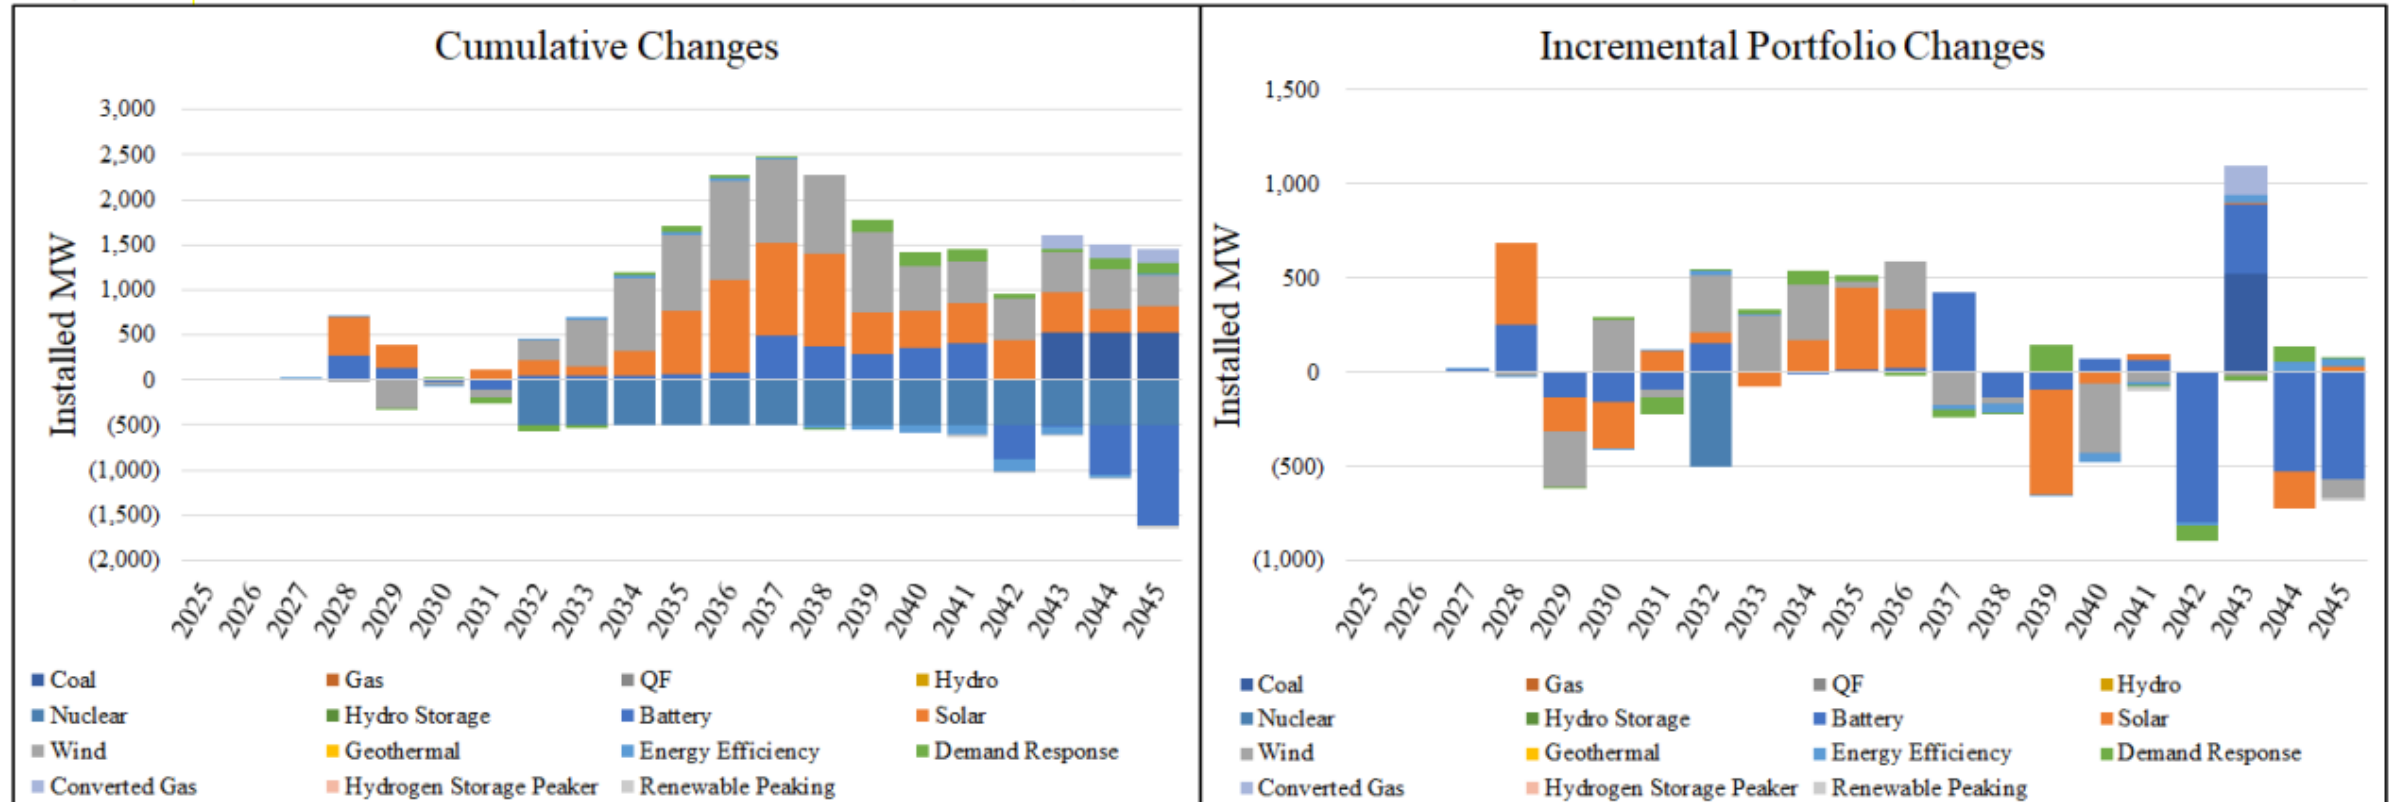 Cumulative Changes
Installed MW
3,000
2,500
2,000
1,500
1,000
500
0
(500)
(1,000)
(1,500)
(2,000)
2025 2026 2027 2028 2029 2030 2031 2032 2033 2034 2035 2036 2037 2038 2039 2040 2041 2042 2043 2044 2045
Coal Gas QF Hydro
Nuclear Hydro Storage Battery Solar
Wind Geothermal Energy Efficiency Demand Response
Converted Gas Hydrogen Storage Peaker Renewable Peaking
Incremental Portfolio Changes
Installed MW
1,500
1,000
500
0
(500)
(1,000)
2025 2026 2027 2028 2029 2030 2031 2032 2033 2034 2035 2036 2037 2038 2039 2040 2041 2042 2043 2044 2045
Coal Gas QF Hydro
Nuclear Hydro Storage Battery Solar
Wind Geothermal Energy Efficiency Demand Response
Converted Gas Hydrogen Storage Peaker Renewable Peaking